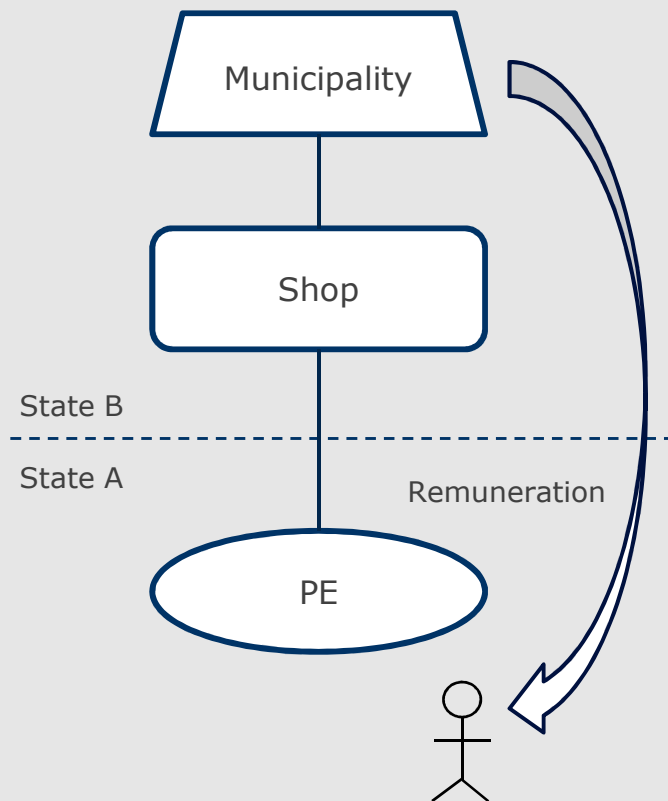 Municipality
Shop
State B
State A
Remuneration
PE